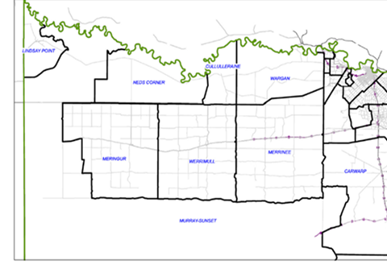 LINDSAY POINT
CULLULLERAINE
NEDS CORNER
WARGAN
MERINGUR
WERRIMULL
MERRINEE
CARWARP
MURRAY-SUNSET